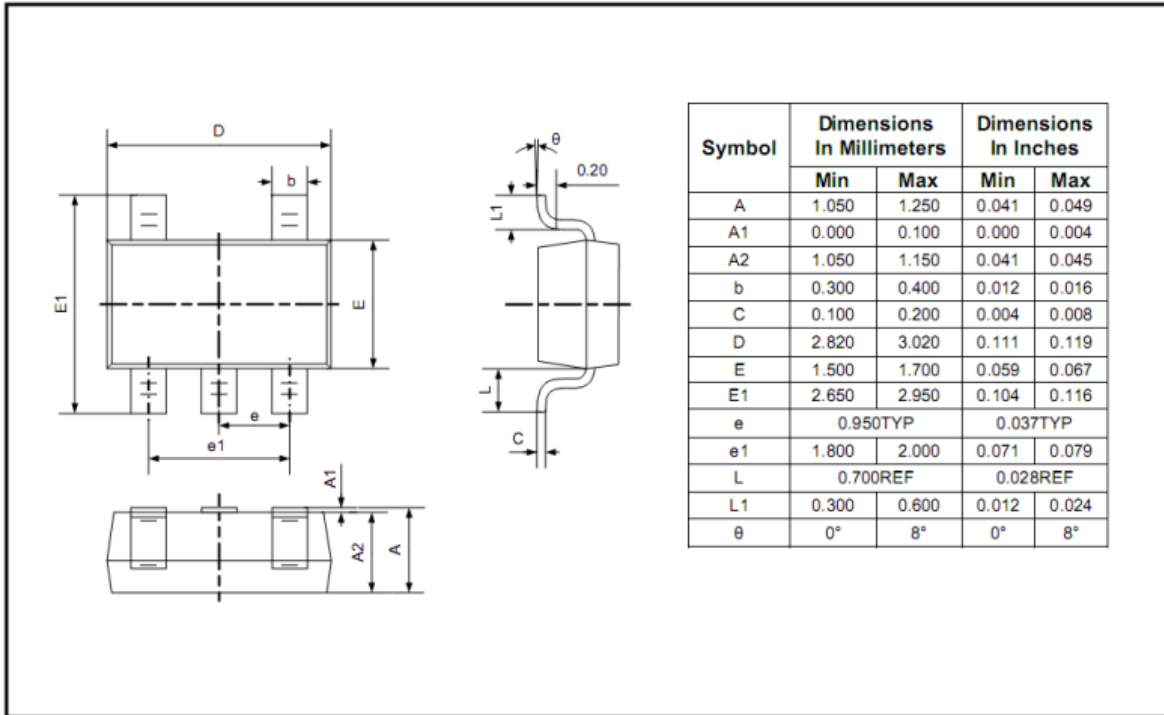 D
b
E1
E
e
e1
A1
A2
A
θ
0.20
L1
L
C
Symbol Dimensions In Millimeters Dimensions In Inches
Min Max Min Max
A 1.050 1.250 0.041 0.049
A1 0.000 0.100 0.000 0.004
A2 1.050 1.150 0.041 0.045
b 0.300 0.400 0.012 0.016
C 0.100 0.200 0.004 0.008
D 2.820 3.020 0.111 0.119
E 1.500 1.700 0.059 0.067
E1 2.650 2.950 0.104 0.116
e 0.950TYP 0.037TYP
e1 1.800 2.000 0.071 0.079
L 0.700REF 0.028REF
L1 0.300 0.600 0.012 0.024
θ 0° 8° 0° 8°